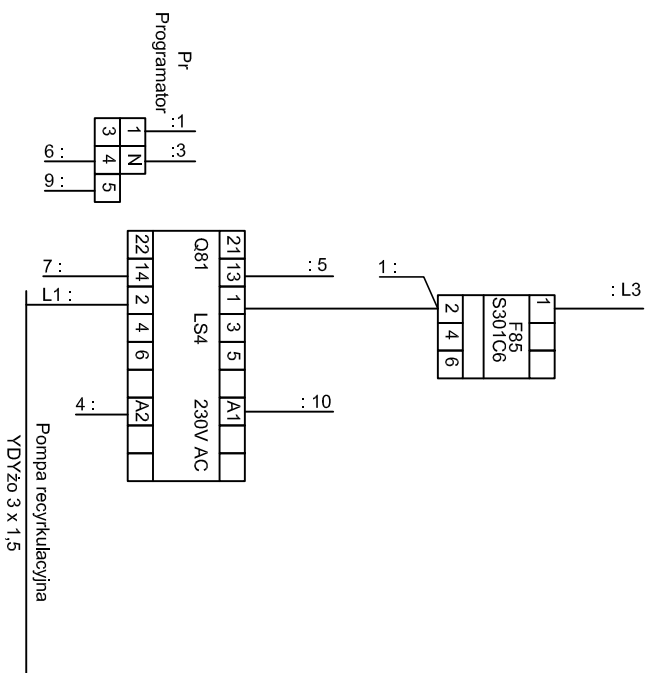 Pr
Programator
:1
:3
1 N
3 4 5
6 :
9 :
21 13 1 3 5 A1
Q81 LS4 230V AC
22 14 2 4 6 A2
7 :
L1 :
4 :
: 5
: 10
1 :
: L3
1
F85
S301C6
2 4 6
Pompa recyrkulacyjna
YDYżo 3 x 1,5